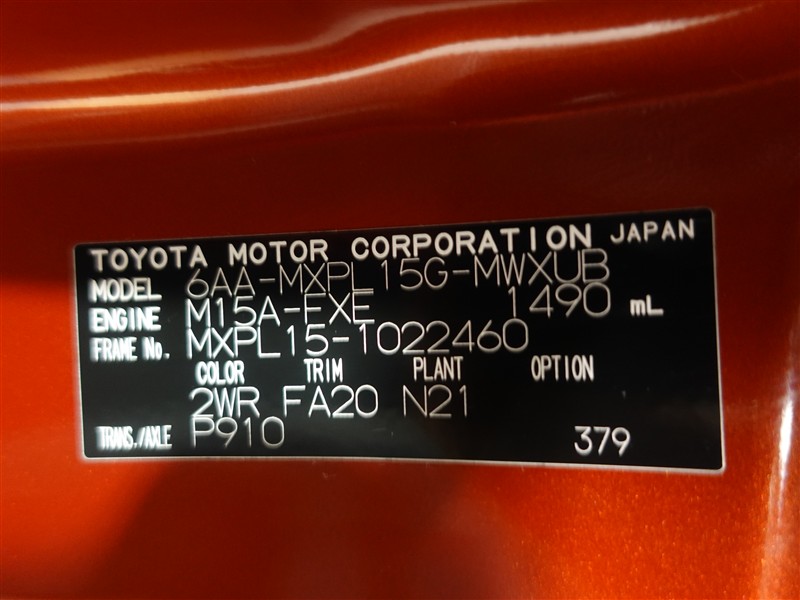 TOYOTA MOTOR CORPORATION JAPAN
MODEL 6AA-MXPL15G-MWXUB
ENGINE M15A-FXE 1490 mL
FRAME No. MXPL15-1022460
COLOR TRIM PLANT OPTION
2WR FA20 N21
TRANS./AXLE P910 379